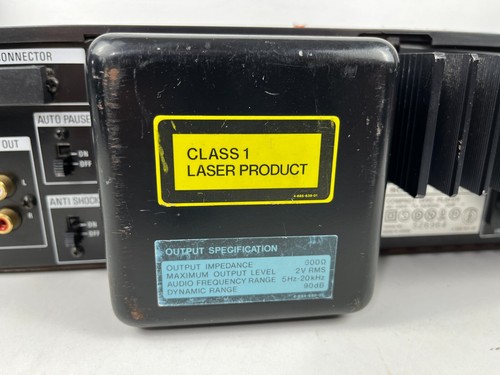 CONNECTOR
AUTO PAUSE
ON
OFF
OUT
L
R
ANTI SHOCK
ON
OFF
CLASS 1
LASER PRODUCT
OUTPUT SPECIFICATION
OUTPUT IMPEDANCE
MAXIMUM OUTPUT LEVEL 2V RMS
AUDIO FREQUENCY RANGE 5Hz-20kHz
DYNAMIC RANGE 90dB